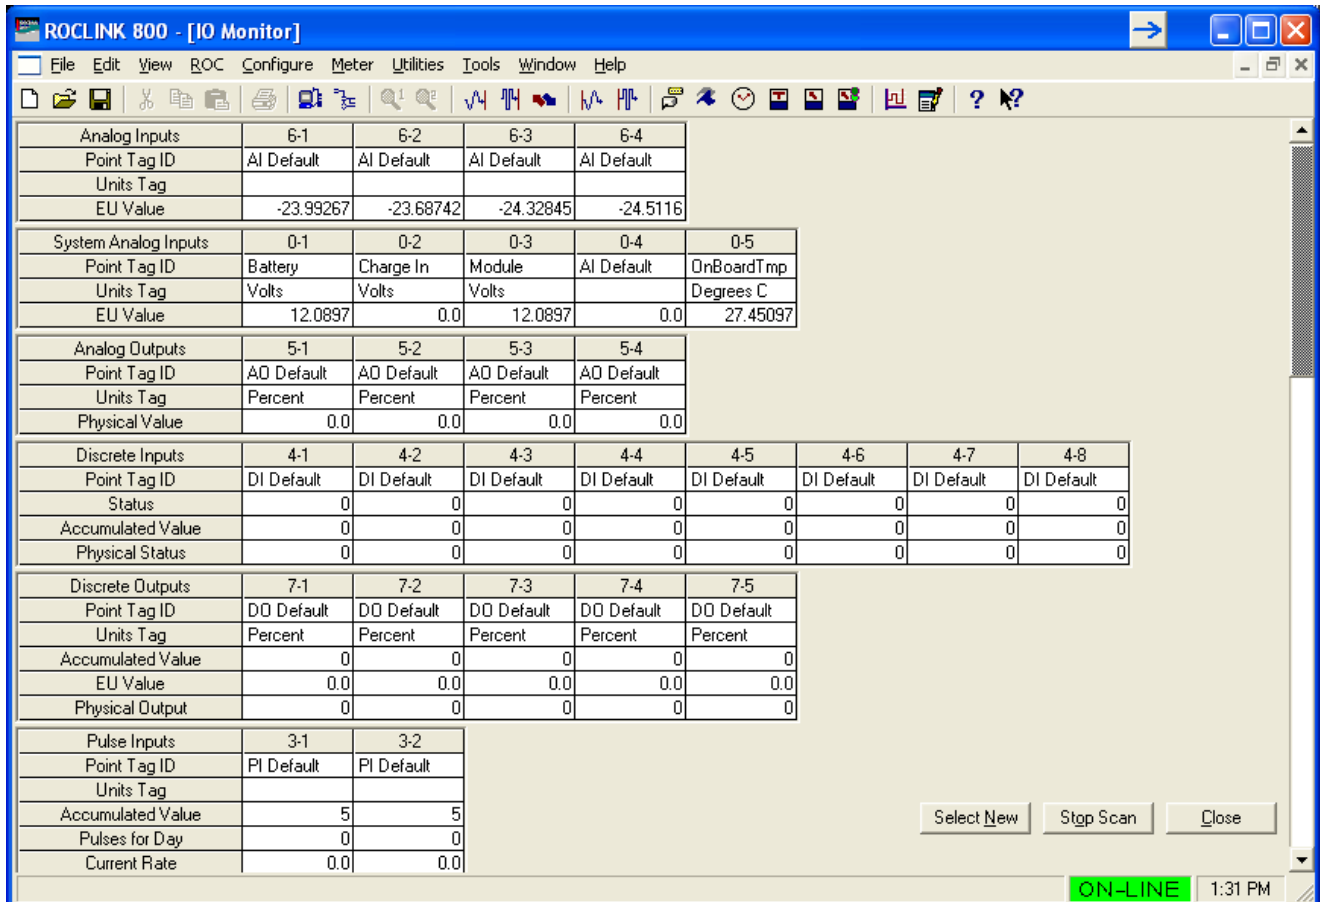 ROCLINK 800 - [IO Monitor]
File Edit View ROC Configure Meter Utilities Tools Window Help
Analog Inputs 6-1 6-2 6-3 6-4
Point Tag ID AI Default AI Default AI Default AI Default
Units Tag
EU Value -23.99267 -23.68742 -24.32845 -24.5116
System Analog Inputs 0-1 0-2 0-3 0-4 0-5
Point Tag ID Battery Charge In Module AI Default OnBoardTmp
Units Tag Volts Volts Volts Degrees C
EU Value 12.0897 0.0 12.0897 0.0 27.45097
Analog Outputs 5-1 5-2 5-3 5-4
Point Tag ID AO Default AO Default AO Default AO Default
Units Tag Percent Percent Percent Percent
Physical Value 0.0 0.0 0.0 0.0
Discrete Inputs 4-1 4-2 4-3 4-4 4-5 4-6 4-7 4-8
Point Tag ID DI Default DI Default DI Default DI Default DI Default DI Default DI Default DI Default
Status 0 0 0 0 0 0 0 0
Accumulated Value 0 0 0 0 0 0 0 0
Physical Status 0 0 0 0 0 0 0 0
Discrete Outputs 7-1 7-2 7-3 7-4 7-5
Point Tag ID DO Default DO Default DO Default DO Default DO Default
Units Tag Percent Percent Percent Percent Percent
Accumulated Value 0 0 0 0 0
EU Value 0.0 0.0 0.0 0.0 0.0
Physical Output 0 0 0 0 0
Pulse Inputs 3-1 3-2
Point Tag ID PI Default PI Default
Units Tag
Accumulated Value 5 5
Pulses for Day 0 0
Current Rate 0.0 0.0
Select New Stop Scan Close
ON-LINE 1:31 PM